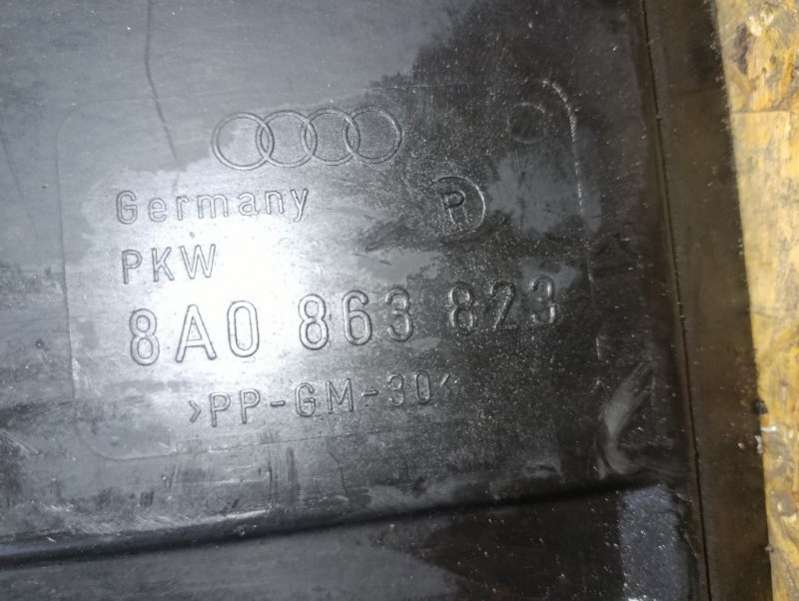 Germany R
PKW
8A0 863 823
>PP-GM-30<